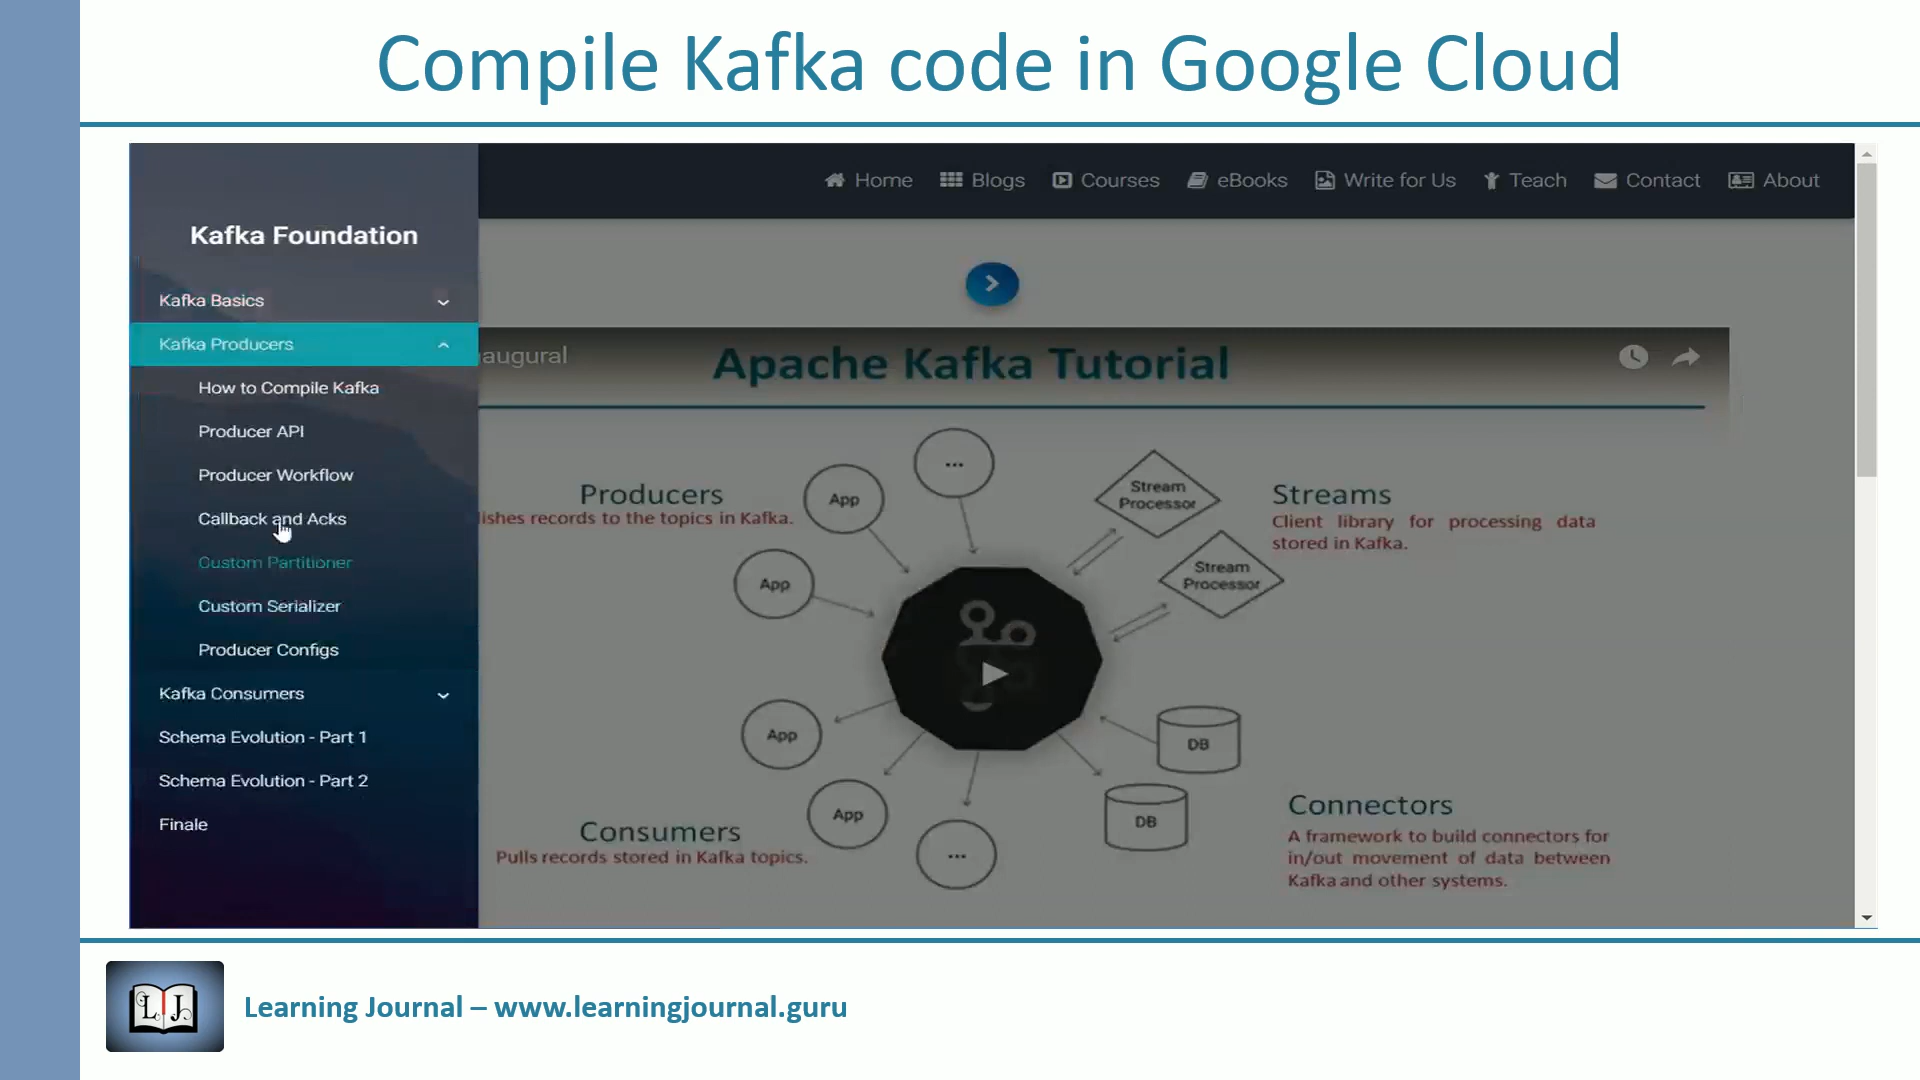 Compile Kafka code in Google Cloud
Home Blogs Courses eBooks Write for Us Teach Contact About
Kafka Foundation
Kafka Basics
Kafka Producers
How to Compile Kafka
Producer API
Producer Workflow
Callback and Acks
Custom Partitioner
Custom Serializer
Producer Configs
Kafka Consumers
Schema Evolution - Part 1
Schema Evolution - Part 2
Finale
augural
Apache Kafka Tutorial
Producers
lishes records to the topics in Kafka.
App
...
App
Stream
Processor
Stream
Processor
Streams
Client library for processing data
stored in Kafka.
App
App
...
DB
DB
Consumers
Pulls records stored in Kafka topics.
Connectors
A framework to build connectors for
in/out movement of data between
Kafka and other systems.
LJ
Learning Journal – www.learningjournal.guru